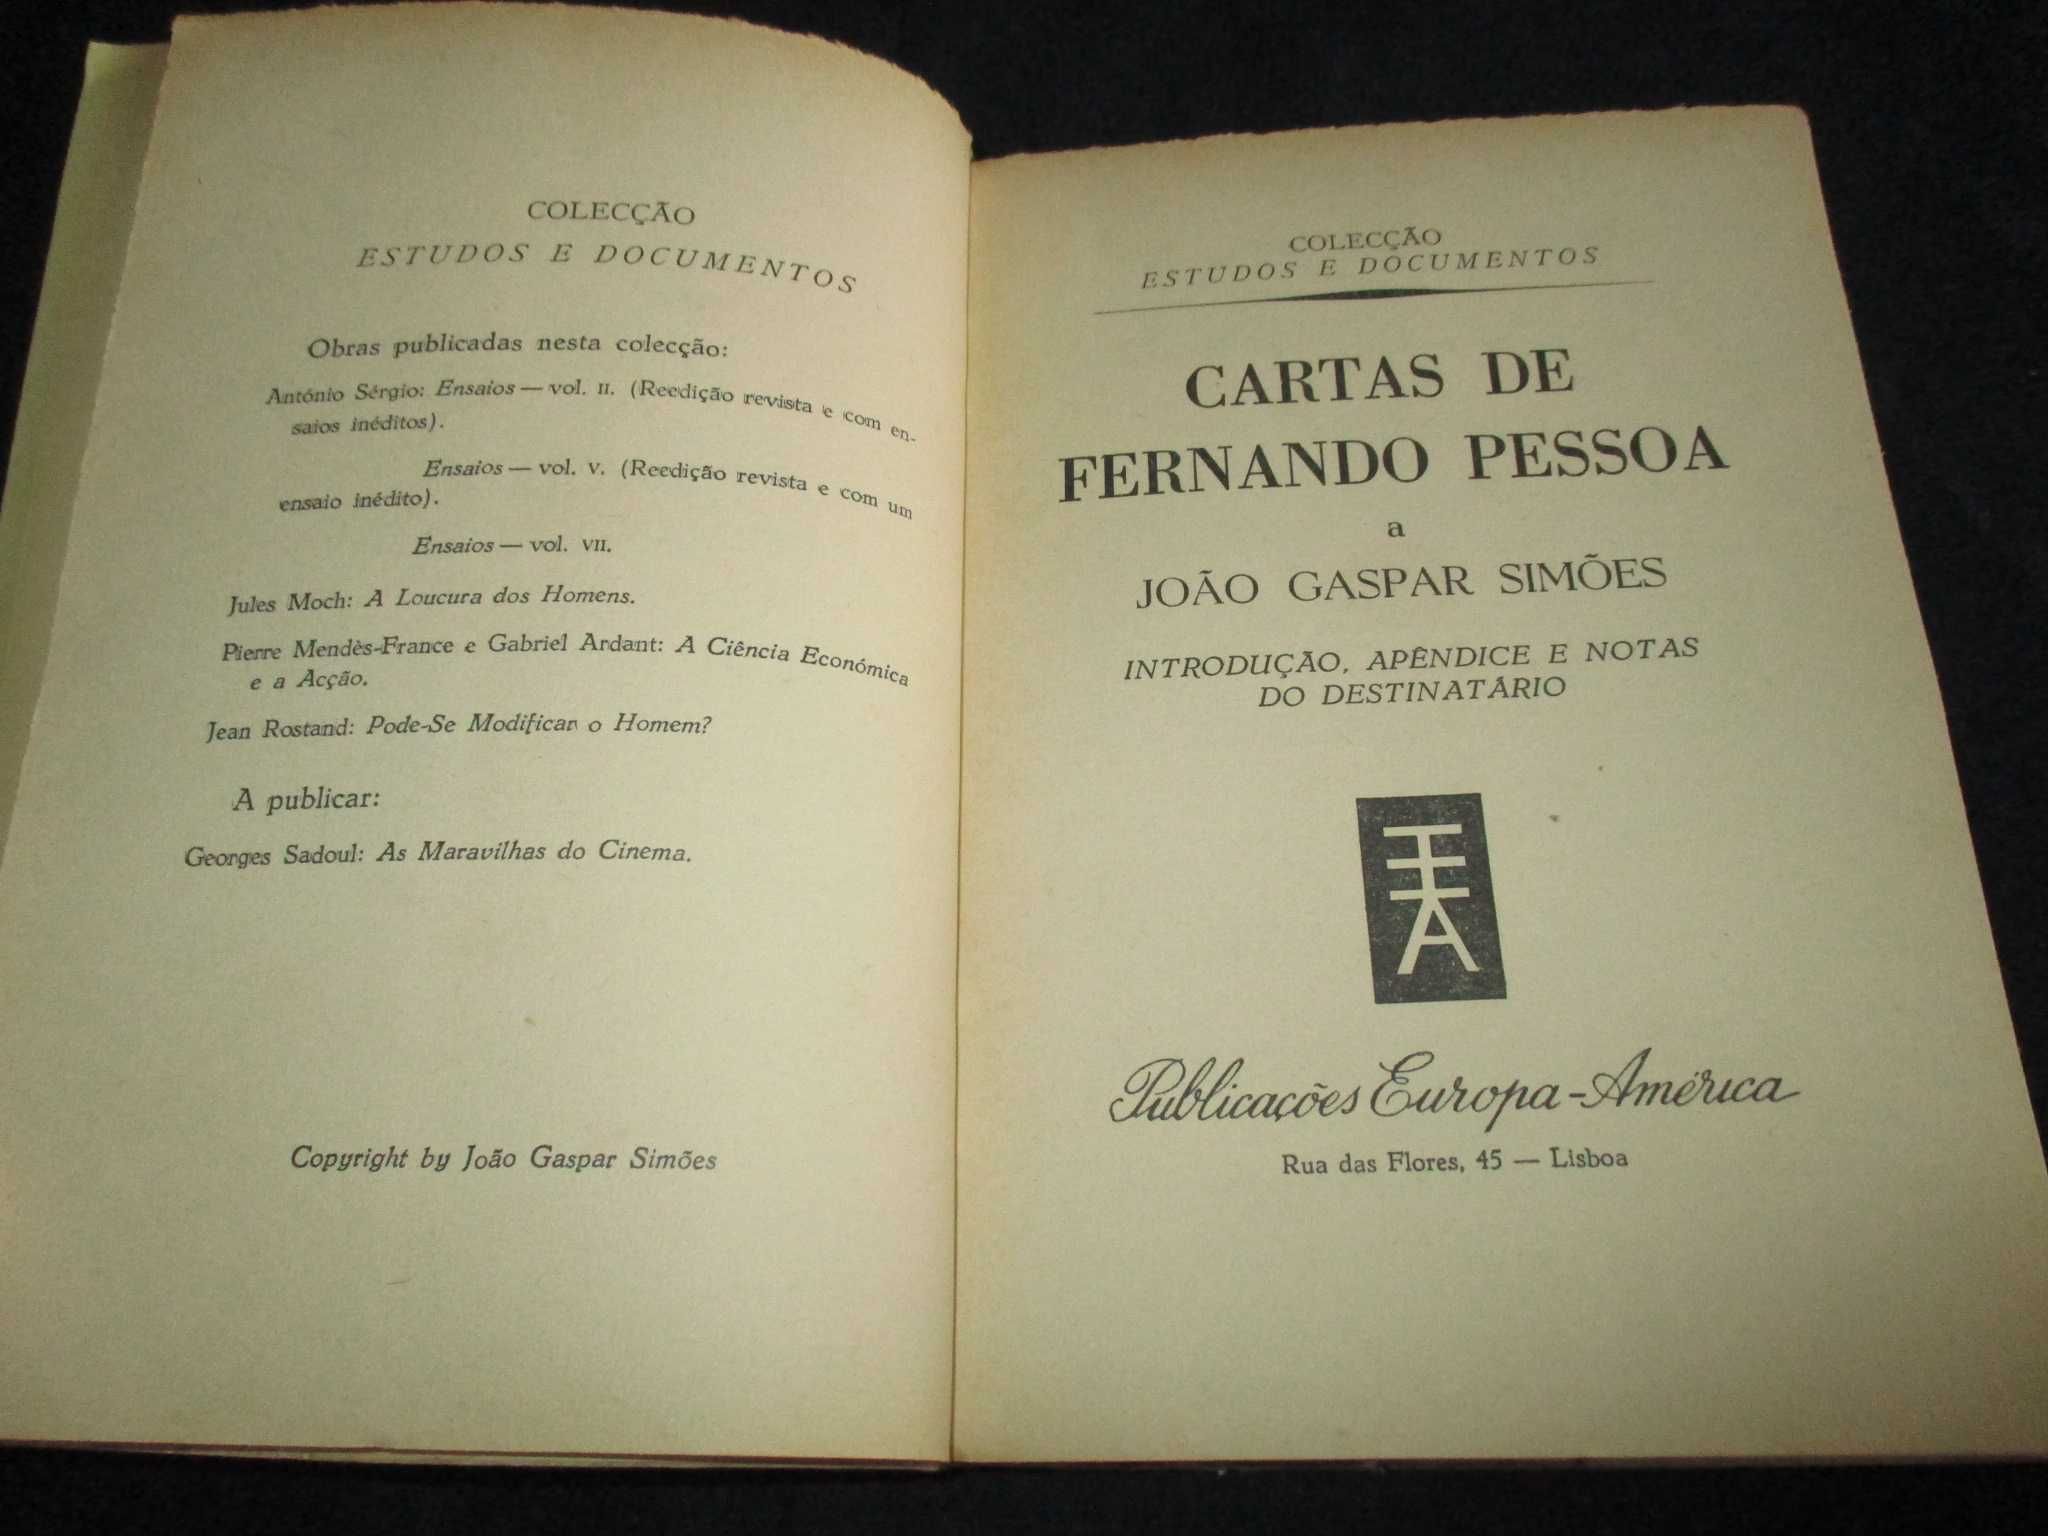 COLECÇÃO
ESTUDOS E DOCUMENTOS
Obras publicadas nesta colecção:
António Sérgio: Ensaios — vol. II. (Reedição revista e com en-
saios inéditos).
Ensaios — vol. V. (Reedição revista e com um
ensaio inédito).
Ensaios — vol. VII.
Jules Moch: A Loucura dos Homens.
Pierre Mendès-France e Gabriel Ardant: A Ciência Económica
e a Acção.
Jean Rostand: Pode-Se Modificar o Homem?
A publicar:
Georges Sadoul: As Maravilhas do Cinema.
Copyright by João Gaspar Simões
COLECÇÃO
ESTUDOS E DOCUMENTOS
CARTAS DE
FERNANDO PESSOA
a
JOÃO GASPAR SIMÕES
INTRODUÇÃO, APÊNDICE E NOTAS
DO DESTINATÁRIO
Publicações Europa-América
Rua das Flores, 45 — Lisboa